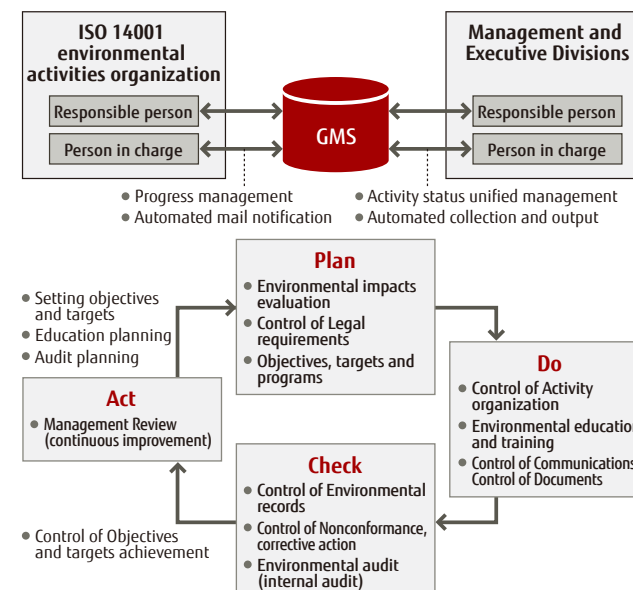 ISO 14001
environmental
activities organization
Responsible person
Person in charge
GMS
Management and
Executive Divisions
Responsible person
Person in charge
● Progress management
● Automated mail notification
● Activity status unified management
● Automated collection and output
Plan
● Environmental impacts
evaluation
● Control of Legal
requirements
● Objectives, targets and
programs
● Setting objectives
and targets
● Education planning
● Audit planning
Do
● Control of Activity
organization
● Environmental education
and training
● Control of Communications
Control of Documents
Act
● Management Review
(continuous improvement)
Check
● Control of Environmental
records
● Control of Nonconformance,
corrective action
● Environmental audit
(internal audit)
● Control of Objectives
and targets achievement